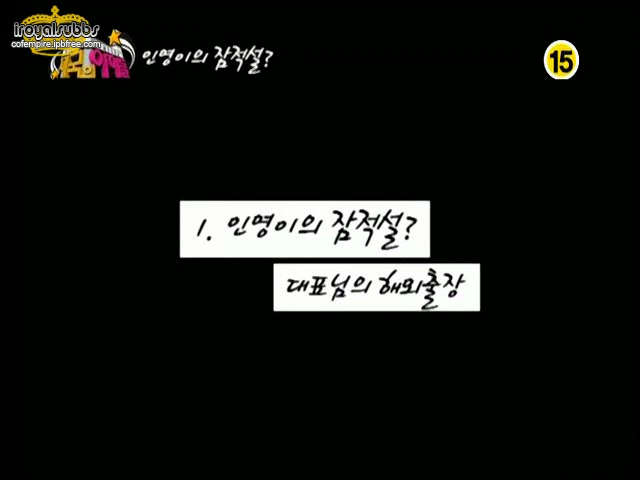 iroyalsubbs
cofempire.ipbfree.com
인영이의 잠적설?
15
1. 인영이의 잠적설?
대표님의 해외출장